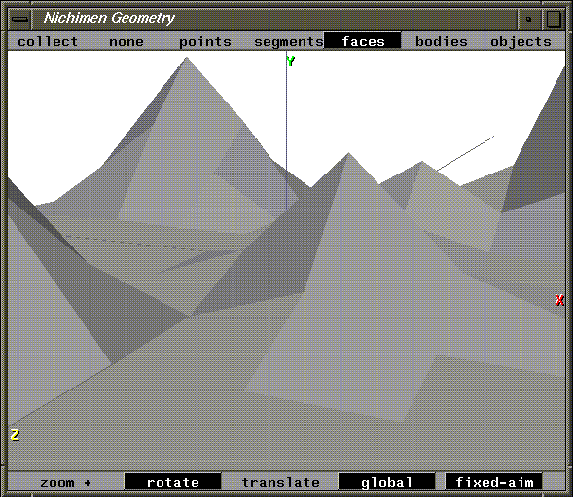 Nichimen Geometry
collect none points segments faces bodies objects
Y
X
Z
zoom + rotate translate global fixed-aim